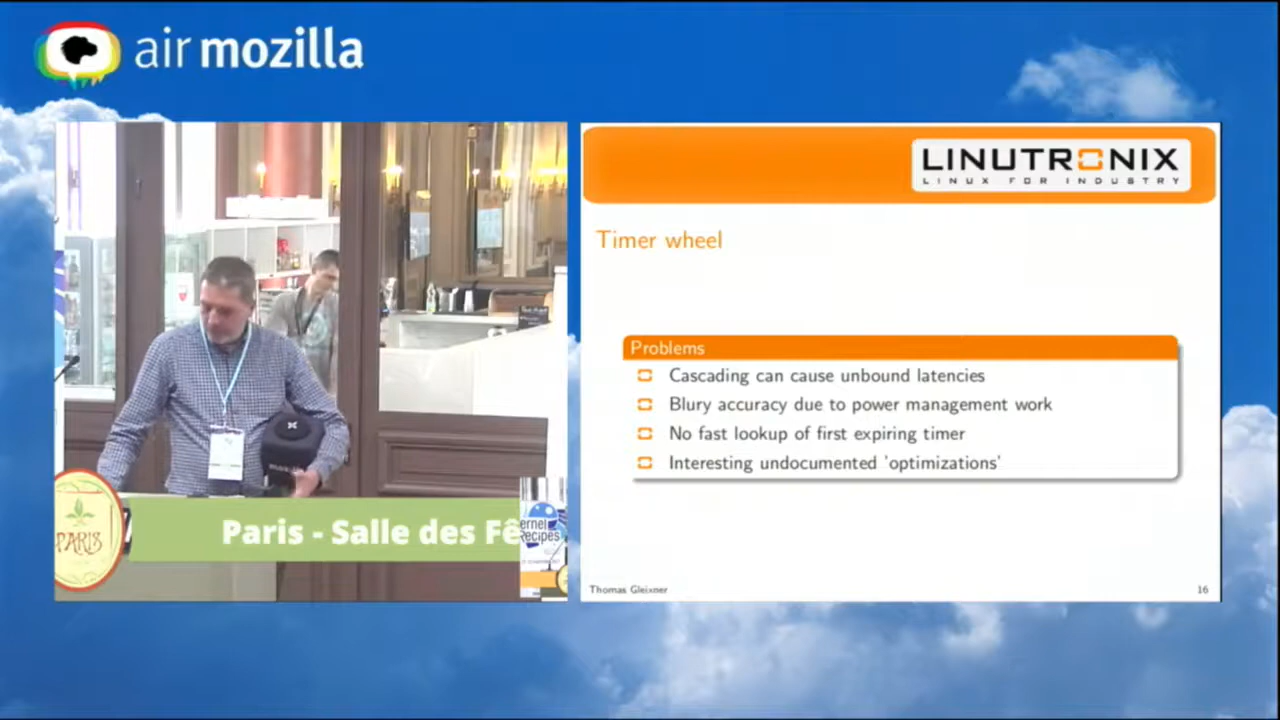 air mozilla
LINUTRONIX
LINUX FOR INDUSTRY
Timer wheel
Problems
Cascading can cause unbound latencies
Blury accuracy due to power management work
No fast lookup of first expiring timer
Interesting undocumented 'optimizations'
Thomas Gleixner
16
Paris - Salle des Fê
PARIS
ernel
Recipes